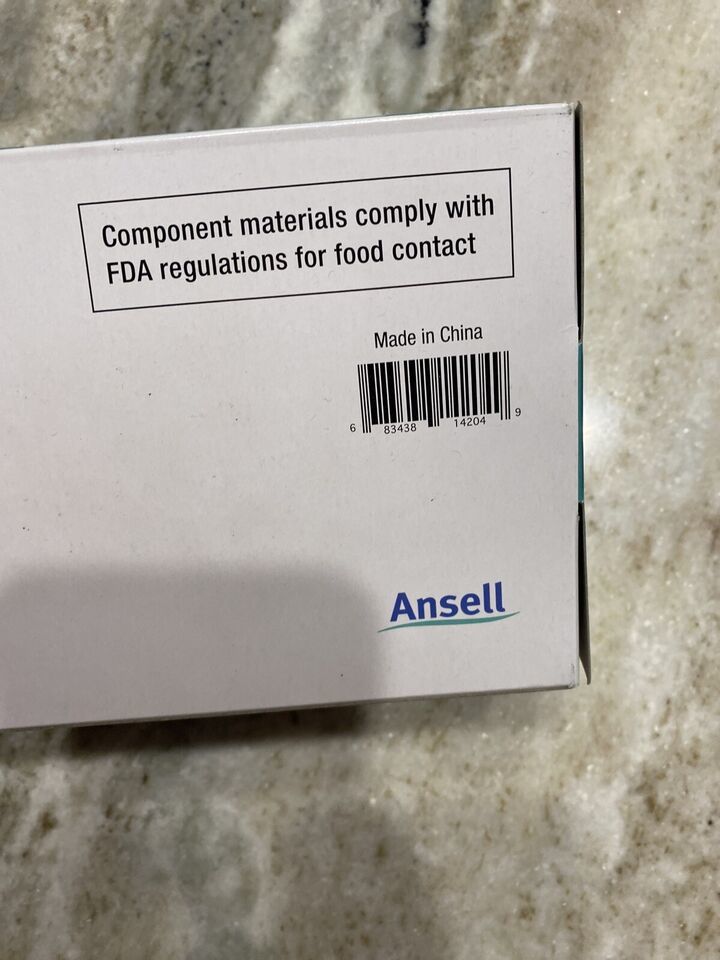 Component materials comply with
FDA regulations for food contact
Made in China
6 83438 14204 9
Ansell